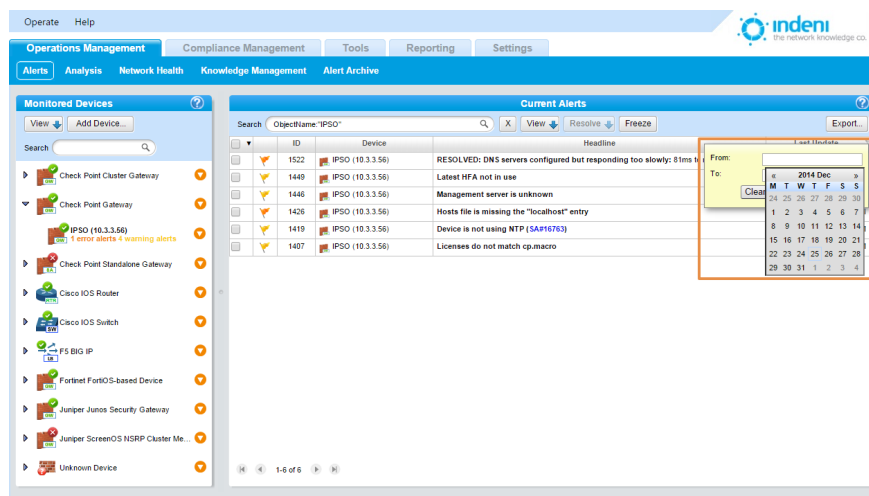 Operate Help
indeni
the network knowledge co.
Operations Management Compliance Management Tools Reporting Settings
Alerts Analysis Network Health Knowledge Management Alert Archive
Monitored Devices ?
View Add Device...
Search
Check Point Cluster Gateway
Check Point Gateway
IPSO (10.3.3.56)
1 error alerts 4 warning alerts
Check Point Standalone Gateway
Cisco IOS Router
Cisco IOS Switch
F5 BIG IP
Fortinet FortiOS-based Device
Juniper Junos Security Gateway
Juniper ScreenOS NSRP Cluster Me...
Unknown Device
Current Alerts ?
Search ObjectName:"IPSO" X View Resolve Freeze Export...
ID Device Headline Last Update
1522 IPSO (10.3.3.56) RESOLVED: DNS servers configured but responding too slowly: 81ms
1449 IPSO (10.3.3.56) Latest HFA not in use
1446 IPSO (10.3.3.56) Management server is unknown
1426 IPSO (10.3.3.56) Hosts file is missing the "localhost" entry
1419 IPSO (10.3.3.56) Device is not using NTP (SA#16763)
1407 IPSO (10.3.3.56) Licenses do not match cp.macro
From:
To:
Clear
« 2014 Dec »
M T W T F S S
24 25 26 27 28 29 30
1 2 3 4 5 6 7
8 9 10 11 12 13 14
15 16 17 18 19 20 21
22 23 24 25 26 27 28
29 30 31 1 2 3 4
1-6 of 6